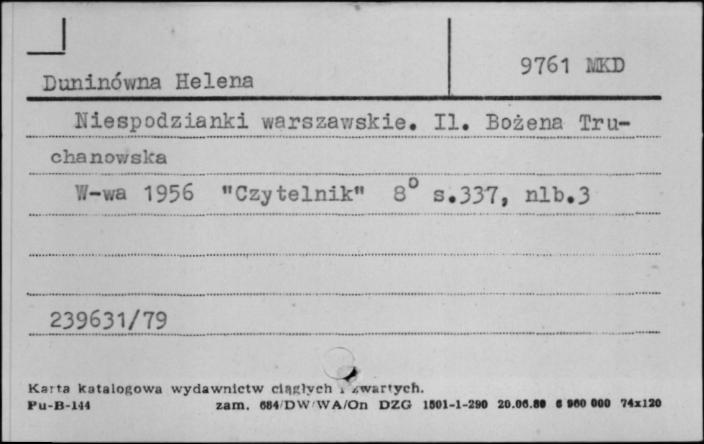 Duninówna Helena 9761 MKD
Niespodzianki warszawskie. Il. Bożena Tru-
chanowska
W-wa 1956 "Czytelnik" 8° s.337, nlb.3
239631/79
Karta katalogowa wydawnictw ciągłych i zwartych.
Pu-B-144 zam. 684/DW/WA/On DZG 1501-1-290 20.06.80 6 960 000 74x120